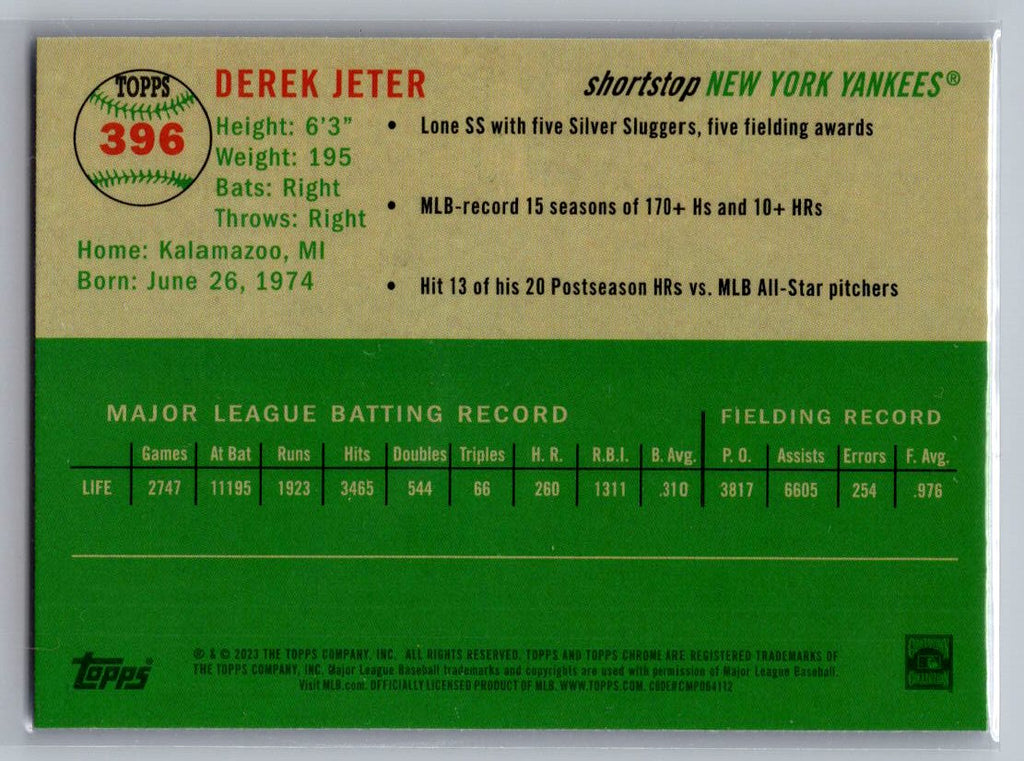 TOPPS
396
DEREK JETER
shortstop NEW YORK YANKEES®
Height: 6'3"
Weight: 195
Bats: Right
Throws: Right
Home: Kalamazoo, MI
Born: June 26, 1974
• Lone SS with five Silver Sluggers, five fielding awards
• MLB-record 15 seasons of 170+ Hs and 10+ HRs
• Hit 13 of his 20 Postseason HRs vs. MLB All-Star pitchers
MAJOR LEAGUE BATTING RECORD FIELDING RECORD
Games At Bat Runs Hits Doubles Triples H. R. R.B.I. B. Avg. P. O. Assists Errors F. Avg.
LIFE 2747 11195 1923 3465 544 66 260 1311 .310 3817 6605 254 .976
topps®
® & © 2023 THE TOPPS COMPANY, INC. ALL RIGHTS RESERVED. TOPPS AND TOPPS CHROME ARE REGISTERED TRADEMARKS OF
THE TOPPS COMPANY, INC. Major League Baseball trademarks and copyrights are used with permission of Major League Baseball.
Visit MLB.com. OFFICIALLY LICENSED PRODUCT OF MLB. WWW.TOPPS.COM. CODE#CMP064112